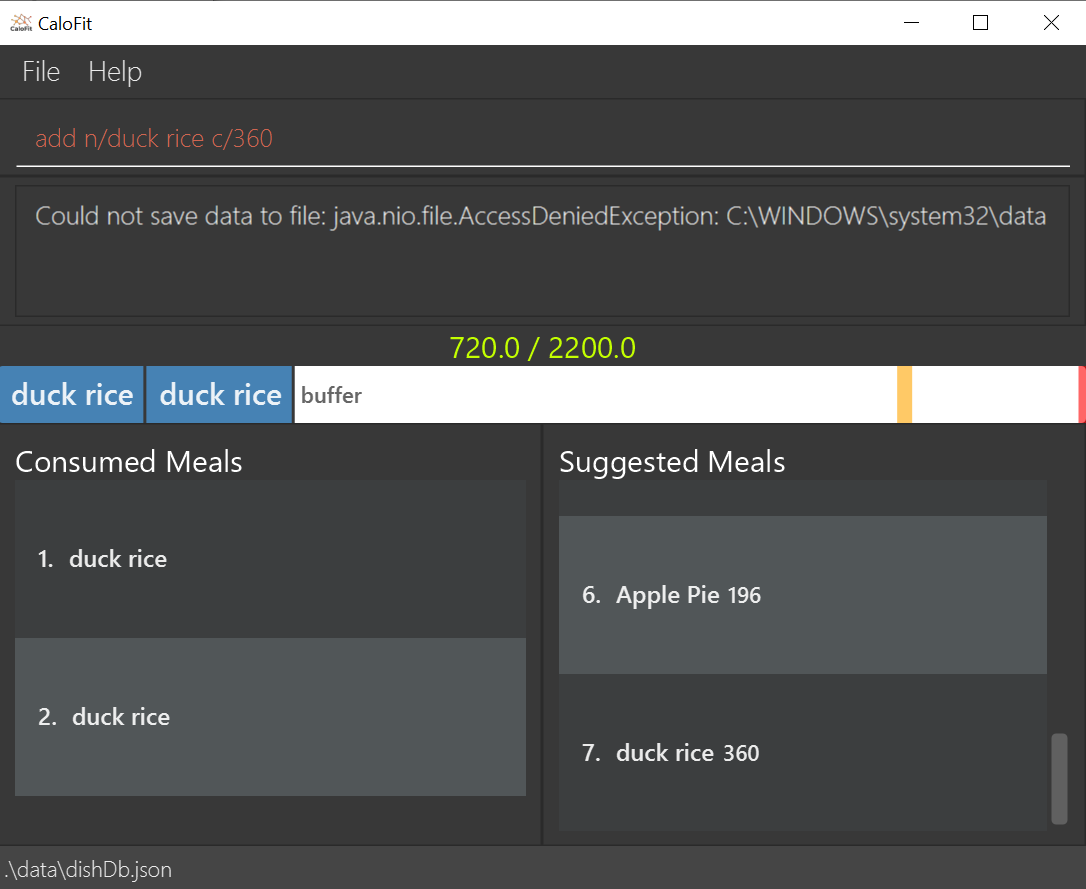 CaloFit CaloFit
File Help
add n/duck rice c/360
Could not save data to file: java.nio.file.AccessDeniedException: C:\WINDOWS\system32\data
720.0 / 2200.0
duck rice duck rice buffer
Consumed Meals
1. duck rice
2. duck rice
Suggested Meals
6. Apple Pie 196
7. duck rice 360
.\data\dishDb.json